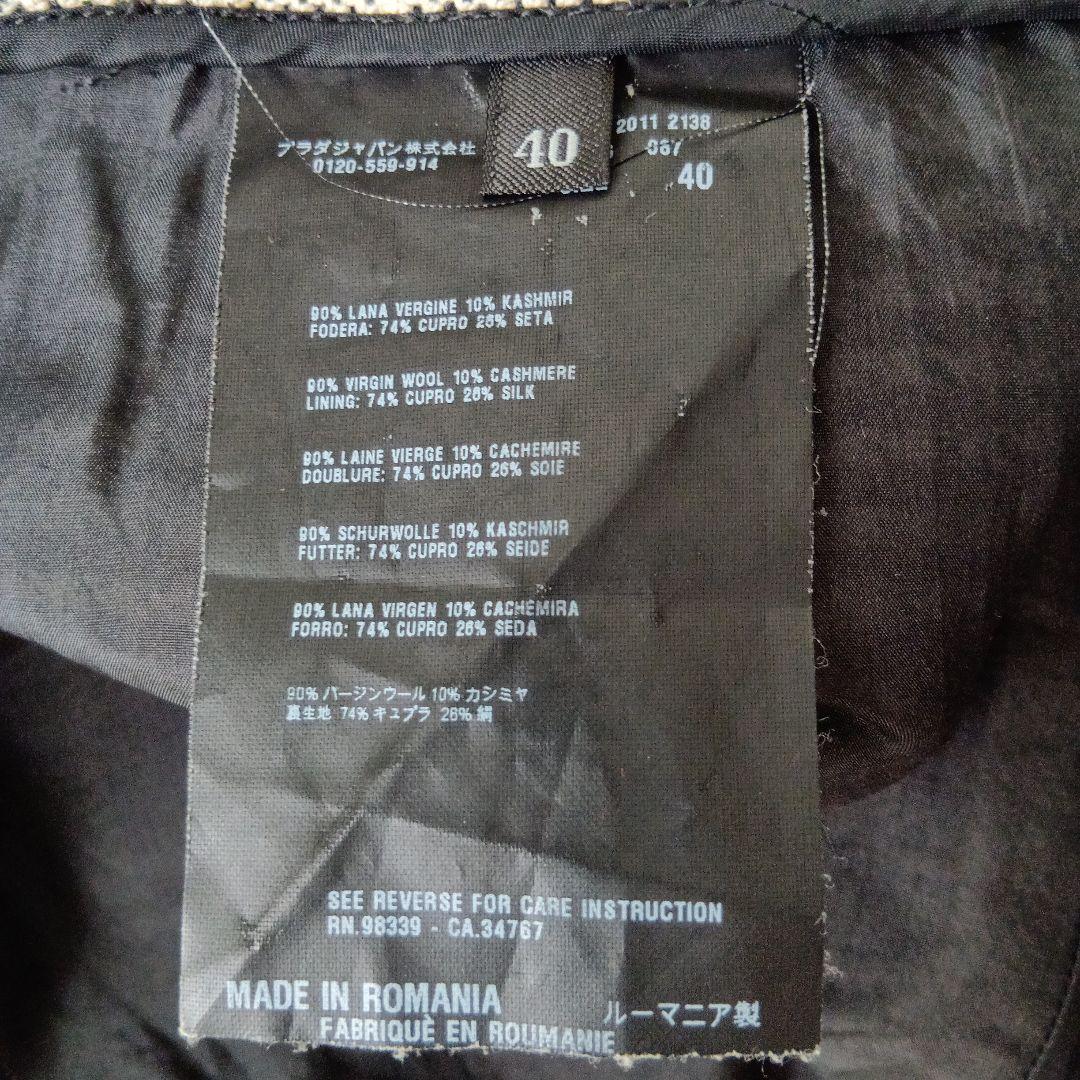 プラダジャパン株式会社
0120-559-914
40
2011 2138
087
40
90% LANA VERGINE 10% KASHMIR
FODERA: 74% CUPRO 26% SETA
90% VIRGIN WOOL 10% CASHMERE
LINING: 74% CUPRO 26% SILK
90% LAINE VIERGE 10% CACHEMIRE
DOUBLURE: 74% CUPRO 26% SOIE
90% SCHURWOLLE 10% KASCHMIR
FUTTER: 74% CUPRO 26% SEIDE
90% LANA VIRGEN 10% CACHEMIRA
FORRO: 74% CUPRO 26% SEDA
90% バージンウール 10% カシミヤ
裏生地 74% キュプラ 26% 絹
SEE REVERSE FOR CARE INSTRUCTION
RN.98339 - CA.34767
MADE IN ROMANIA
FABRIQUÈ EN ROUMANIE
ルーマニア製